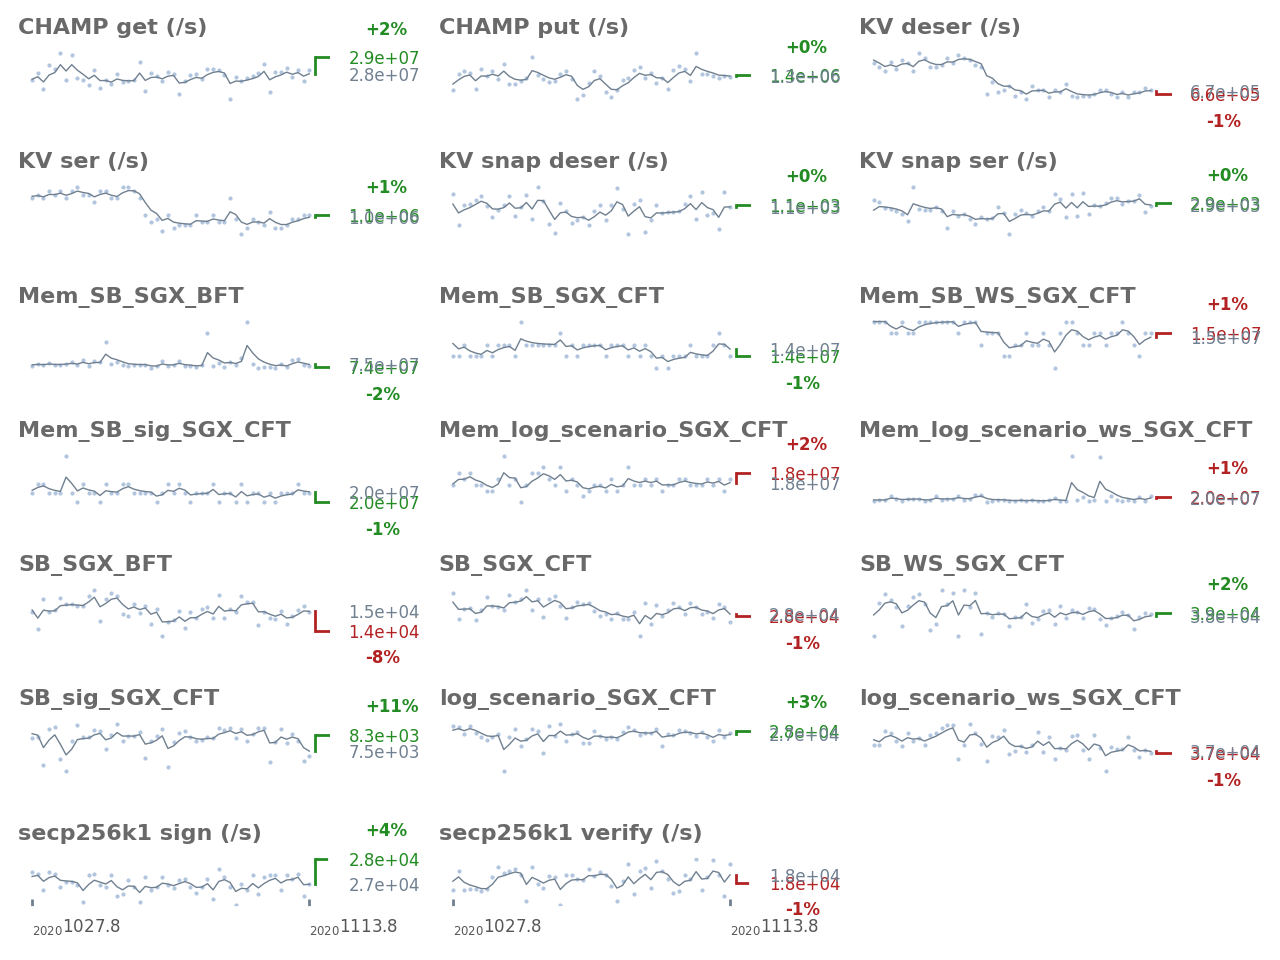 CHAMP get (/s)
+2%
2.9e+07
2.8e+07
CHAMP put (/s)
+0%
KV deser (/s)
6.7e+05
6.6e+05
-1%
KV ser (/s)
+1%
1.1e+06
KV snap deser (/s)
+0%
1.1e+03
1.1e+03
KV snap ser (/s)
+0%
2.9e+03
2.9e+03
Mem_SB_SGX_BFT
7.5e+07
7.4e+07
-2%
Mem_SB_SGX_CFT
1.4e+07
1.4e+07
-1%
Mem_SB_WS_SGX_CFT
+1%
1.5e+07
1.5e+07
Mem_SB_sig_SGX_CFT
2.0e+07
2.0e+07
-1%
Mem_log_scenario_SGX_CFT
+2%
1.8e+07
1.8e+07
Mem_log_scenario_ws_SGX_CFT
+1%
2.0e+07
2.0e+07
SB_SGX_BFT
1.5e+04
1.4e+04
-8%
SB_SGX_CFT
2.8e+04
2.8e+04
-1%
SB_WS_SGX_CFT
+2%
3.9e+04
3.8e+04
SB_sig_SGX_CFT
+11%
8.3e+03
7.5e+03
log_scenario_SGX_CFT
+3%
2.8e+04
2.7e+04
log_scenario_ws_SGX_CFT
3.7e+04
3.7e+04
-1%
secp256k1 sign (/s)
+4%
2.8e+04
2.7e+04
2020 1027.8
2020 1113.8
secp256k1 verify (/s)
1.8e+04
1.8e+04
-1%
2020 1027.8
2020 1113.8